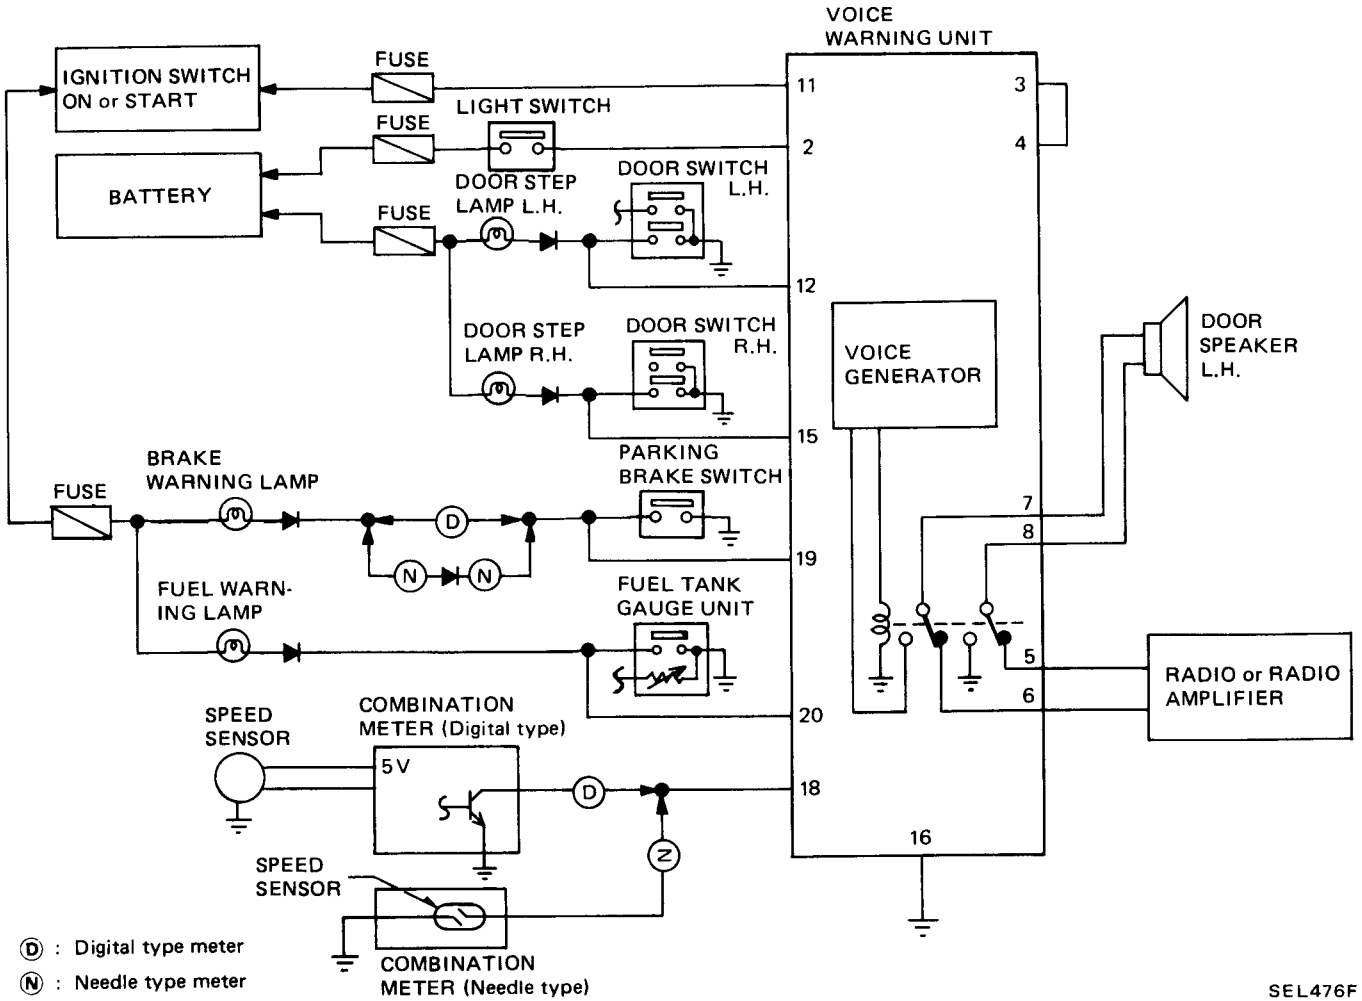 VOICE
WARNING UNIT
IGNITION SWITCH
ON or START
FUSE
11
3
LIGHT SWITCH
FUSE
2
4
BATTERY
DOOR STEP
LAMP L.H.
DOOR SWITCH
L.H.
FUSE
12
DOOR STEP
LAMP R.H.
DOOR SWITCH
R.H.
VOICE
GENERATOR
DOOR
SPEAKER
L.H.
15
BRAKE
WARNING LAMP
PARKING
BRAKE SWITCH
FUSE
D
7
8
19
N
N
FUEL WARN-
ING LAMP
FUEL TANK
GAUGE UNIT
5
6
RADIO or RADIO
AMPLIFIER
20
SPEED
SENSOR
COMBINATION
METER (Digital type)
5V
D
18
16
N
SPEED
SENSOR
COMBINATION
METER (Needle type)
D : Digital type meter
N : Needle type meter
SEL476F